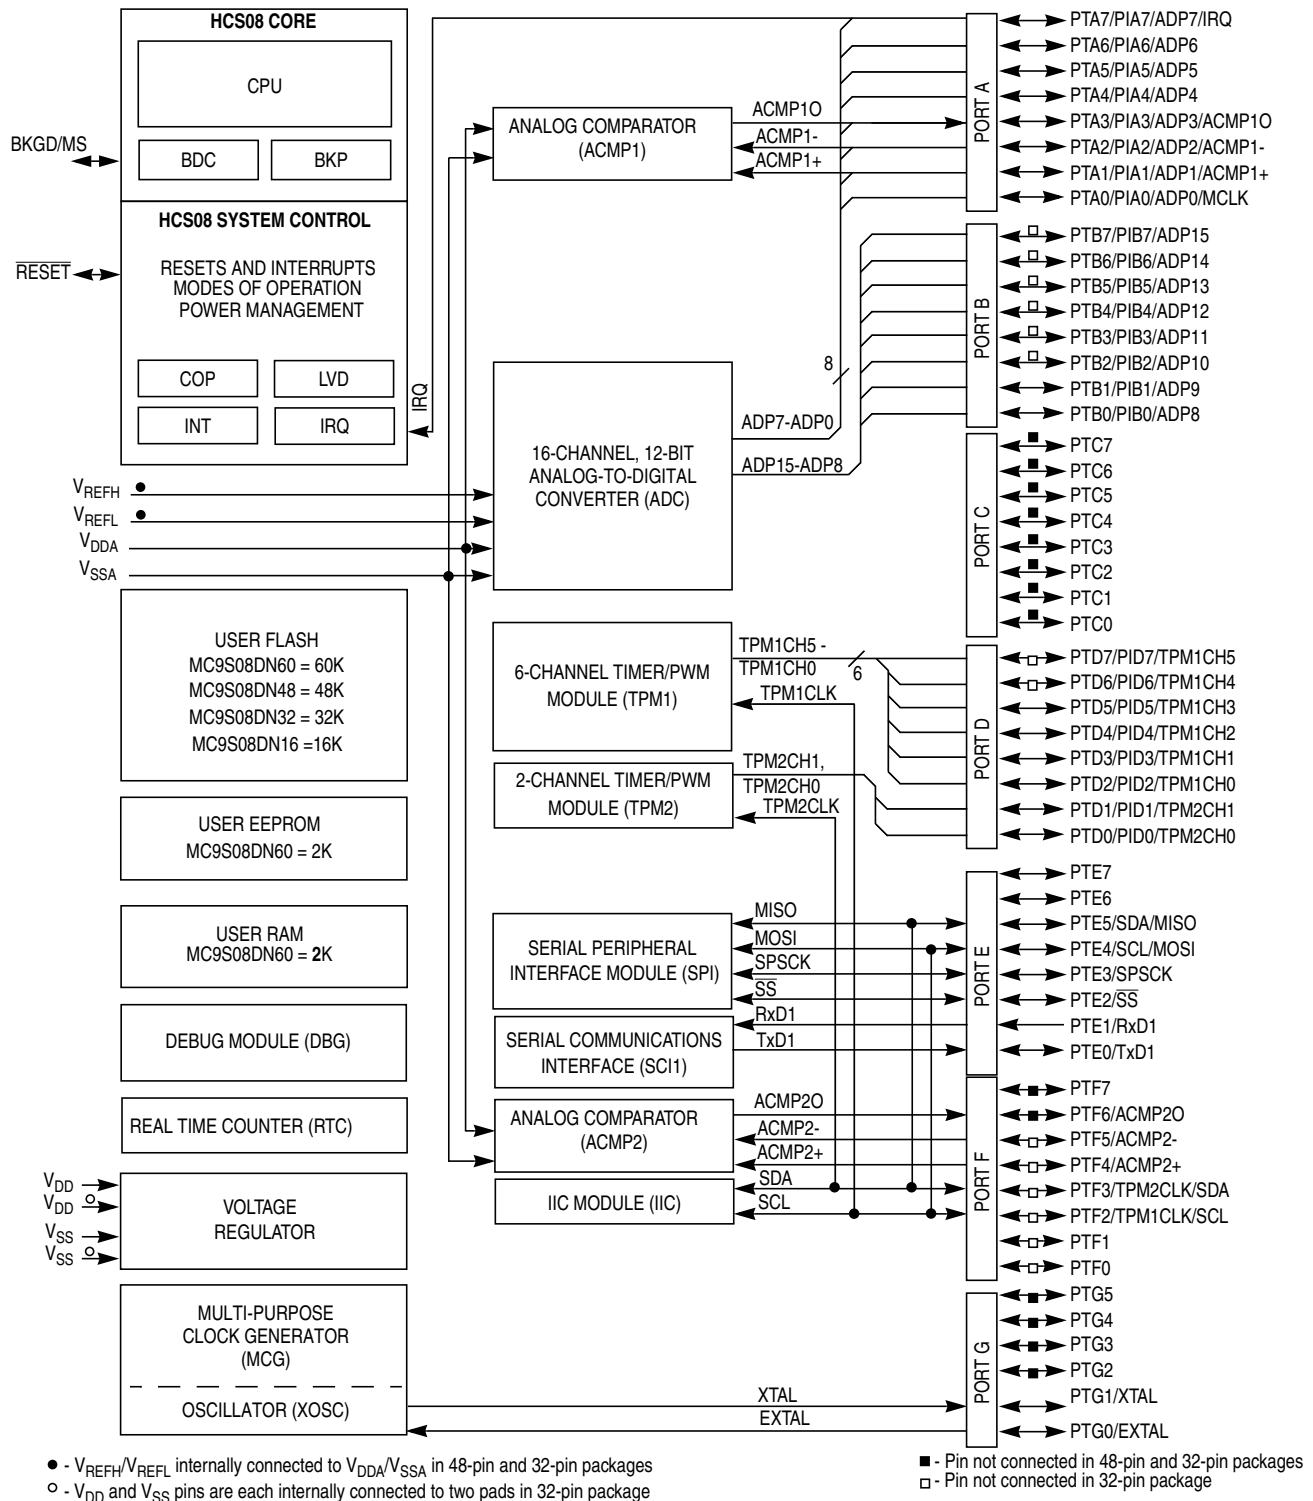 HCS08 CORE
CPU
BDC
BKP
BKGD/MS
HCS08 SYSTEM CONTROL
RESETS AND INTERRUPTS
MODES OF OPERATION
POWER MANAGEMENT
RESET
COP
LVD
INT
IRQ
IRQ
VREFH
VREFL
VDDA
VSSA
USER FLASH
MC9S08DN60 = 60K
MC9S08DN48 = 48K
MC9S08DN32 = 32K
MC9S08DN16 =16K
USER EEPROM
MC9S08DN60 = 2K
USER RAM
MC9S08DN60 = 2K
DEBUG MODULE (DBG)
REAL TIME COUNTER (RTC)
VDD
VDD
VSS
VSS
VOLTAGE
REGULATOR
MULTI-PURPOSE
CLOCK GENERATOR
(MCG)
OSCILLATOR (XOSC)
ANALOG COMPARATOR
(ACMP1)
ACMP1O
ACMP1-
ACMP1+
16-CHANNEL, 12-BIT
ANALOG-TO-DIGITAL
CONVERTER (ADC)
8
ADP7-ADP0
ADP15-ADP8
6-CHANNEL TIMER/PWM
MODULE (TPM1)
TPM1CH5 -
TPM1CH0
6
TPM1CLK
2-CHANNEL TIMER/PWM
MODULE (TPM2)
TPM2CH1,
TPM2CH0
TPM2CLK
SERIAL PERIPHERAL
INTERFACE MODULE (SPI)
MISO
MOSI
SPSCK
SS
SERIAL COMMUNICATIONS
INTERFACE (SCI1)
RxD1
TxD1
ANALOG COMPARATOR
(ACMP2)
ACMP2O
ACMP2-
ACMP2+
IIC MODULE (IIC)
SDA
SCL
XTAL
EXTAL
PORT A
PTA7/PIA7/ADP7/IRQ
PTA6/PIA6/ADP6
PTA5/PIA5/ADP5
PTA4/PIA4/ADP4
PTA3/PIA3/ADP3/ACMP1O
PTA2/PIA2/ADP2/ACMP1-
PTA1/PIA1/ADP1/ACMP1+
PTA0/PIA0/ADP0/MCLK
PORT B
PTB7/PIB7/ADP15
PTB6/PIB6/ADP14
PTB5/PIB5/ADP13
PTB4/PIB4/ADP12
PTB3/PIB3/ADP11
PTB2/PIB2/ADP10
PTB1/PIB1/ADP9
PTB0/PIB0/ADP8
PORT C
PTC7
PTC6
PTC5
PTC4
PTC3
PTC2
PTC1
PTC0
PORT D
PTD7/PID7/TPM1CH5
PTD6/PID6/TPM1CH4
PTD5/PID5/TPM1CH3
PTD4/PID4/TPM1CH2
PTD3/PID3/TPM1CH1
PTD2/PID2/TPM1CH0
PTD1/PID1/TPM2CH1
PTD0/PID0/TPM2CH0
PORT E
PTE7
PTE6
PTE5/SDA/MISO
PTE4/SCL/MOSI
PTE3/SPSCK
PTE2/SS
PTE1/RxD1
PTE0/TxD1
PORT F
PTF7
PTF6/ACMP2O
PTF5/ACMP2-
PTF4/ACMP2+
PTF3/TPM2CLK/SDA
PTF2/TPM1CLK/SCL
PTF1
PTF0
PORT G
PTG5
PTG4
PTG3
PTG2
PTG1/XTAL
PTG0/EXTAL
● - VREFH/VREFL internally connected to VDDA/VSSA in 48-pin and 32-pin packages
○ - VDD and VSS pins are each internally connected to two pads in 32-pin package
■ - Pin not connected in 48-pin and 32-pin packages
□ - Pin not connected in 32-pin package